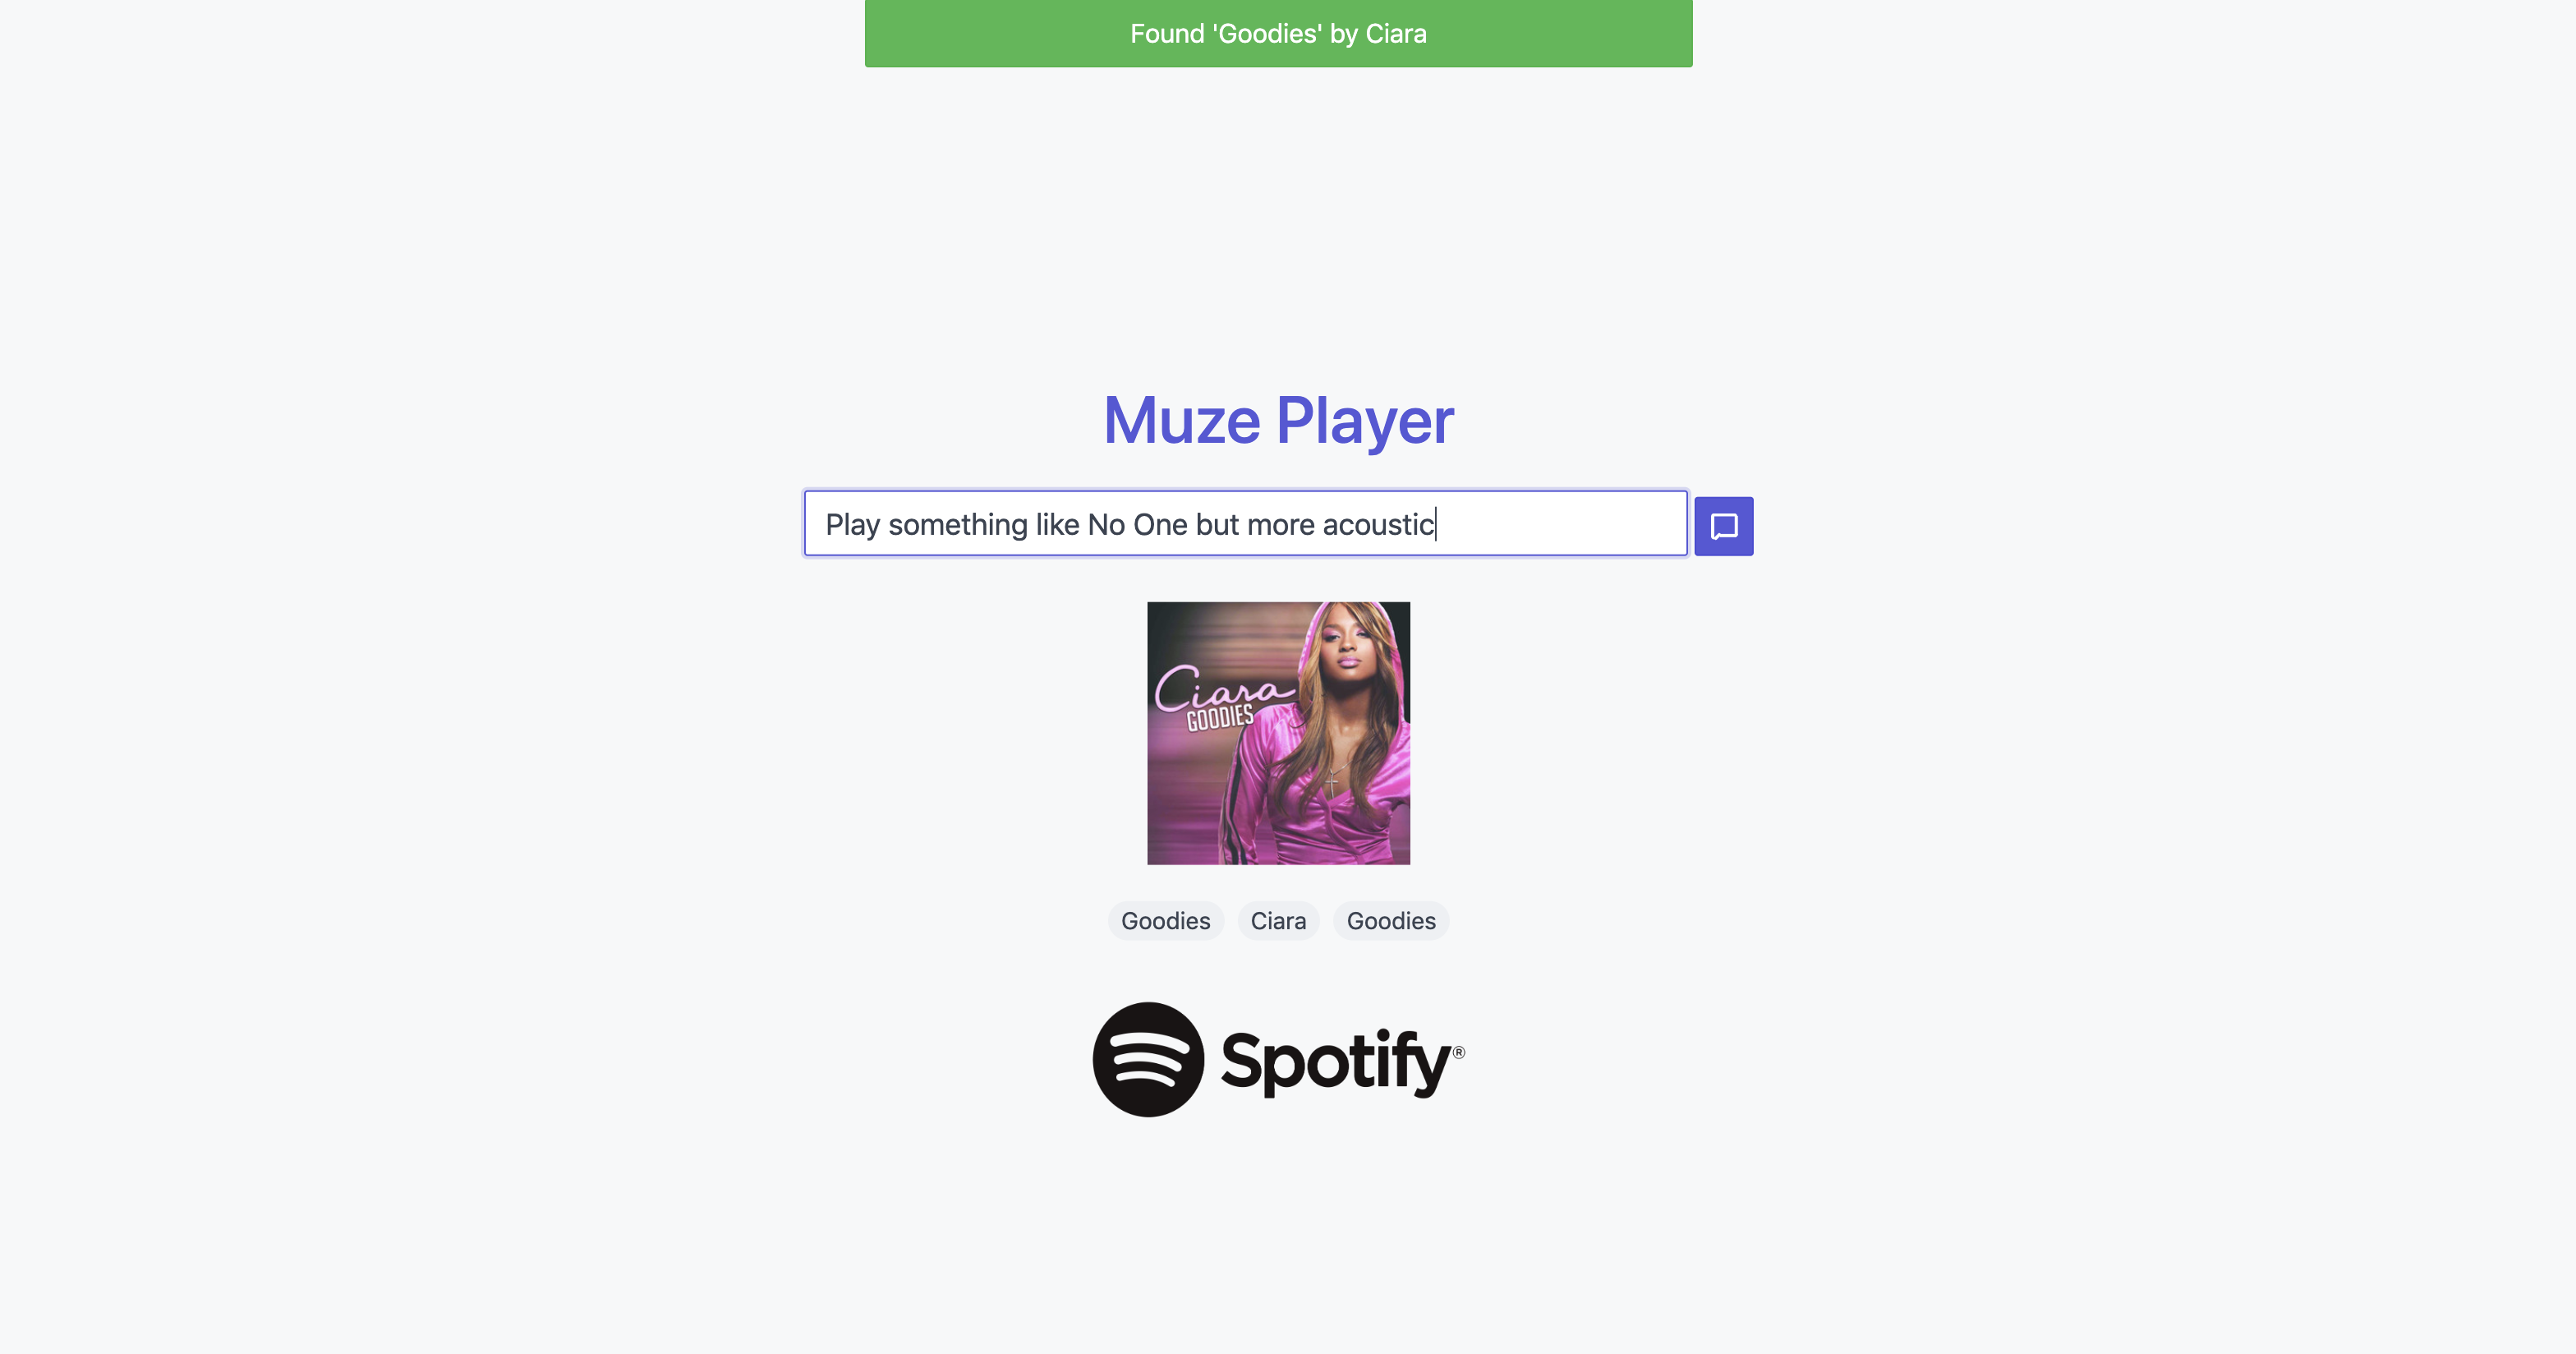 Found 'Goodies' by Ciara
Muze Player
Play something like No One but more acoustic
Ciara
GOODIES
Goodies Ciara Goodies
Spotify®